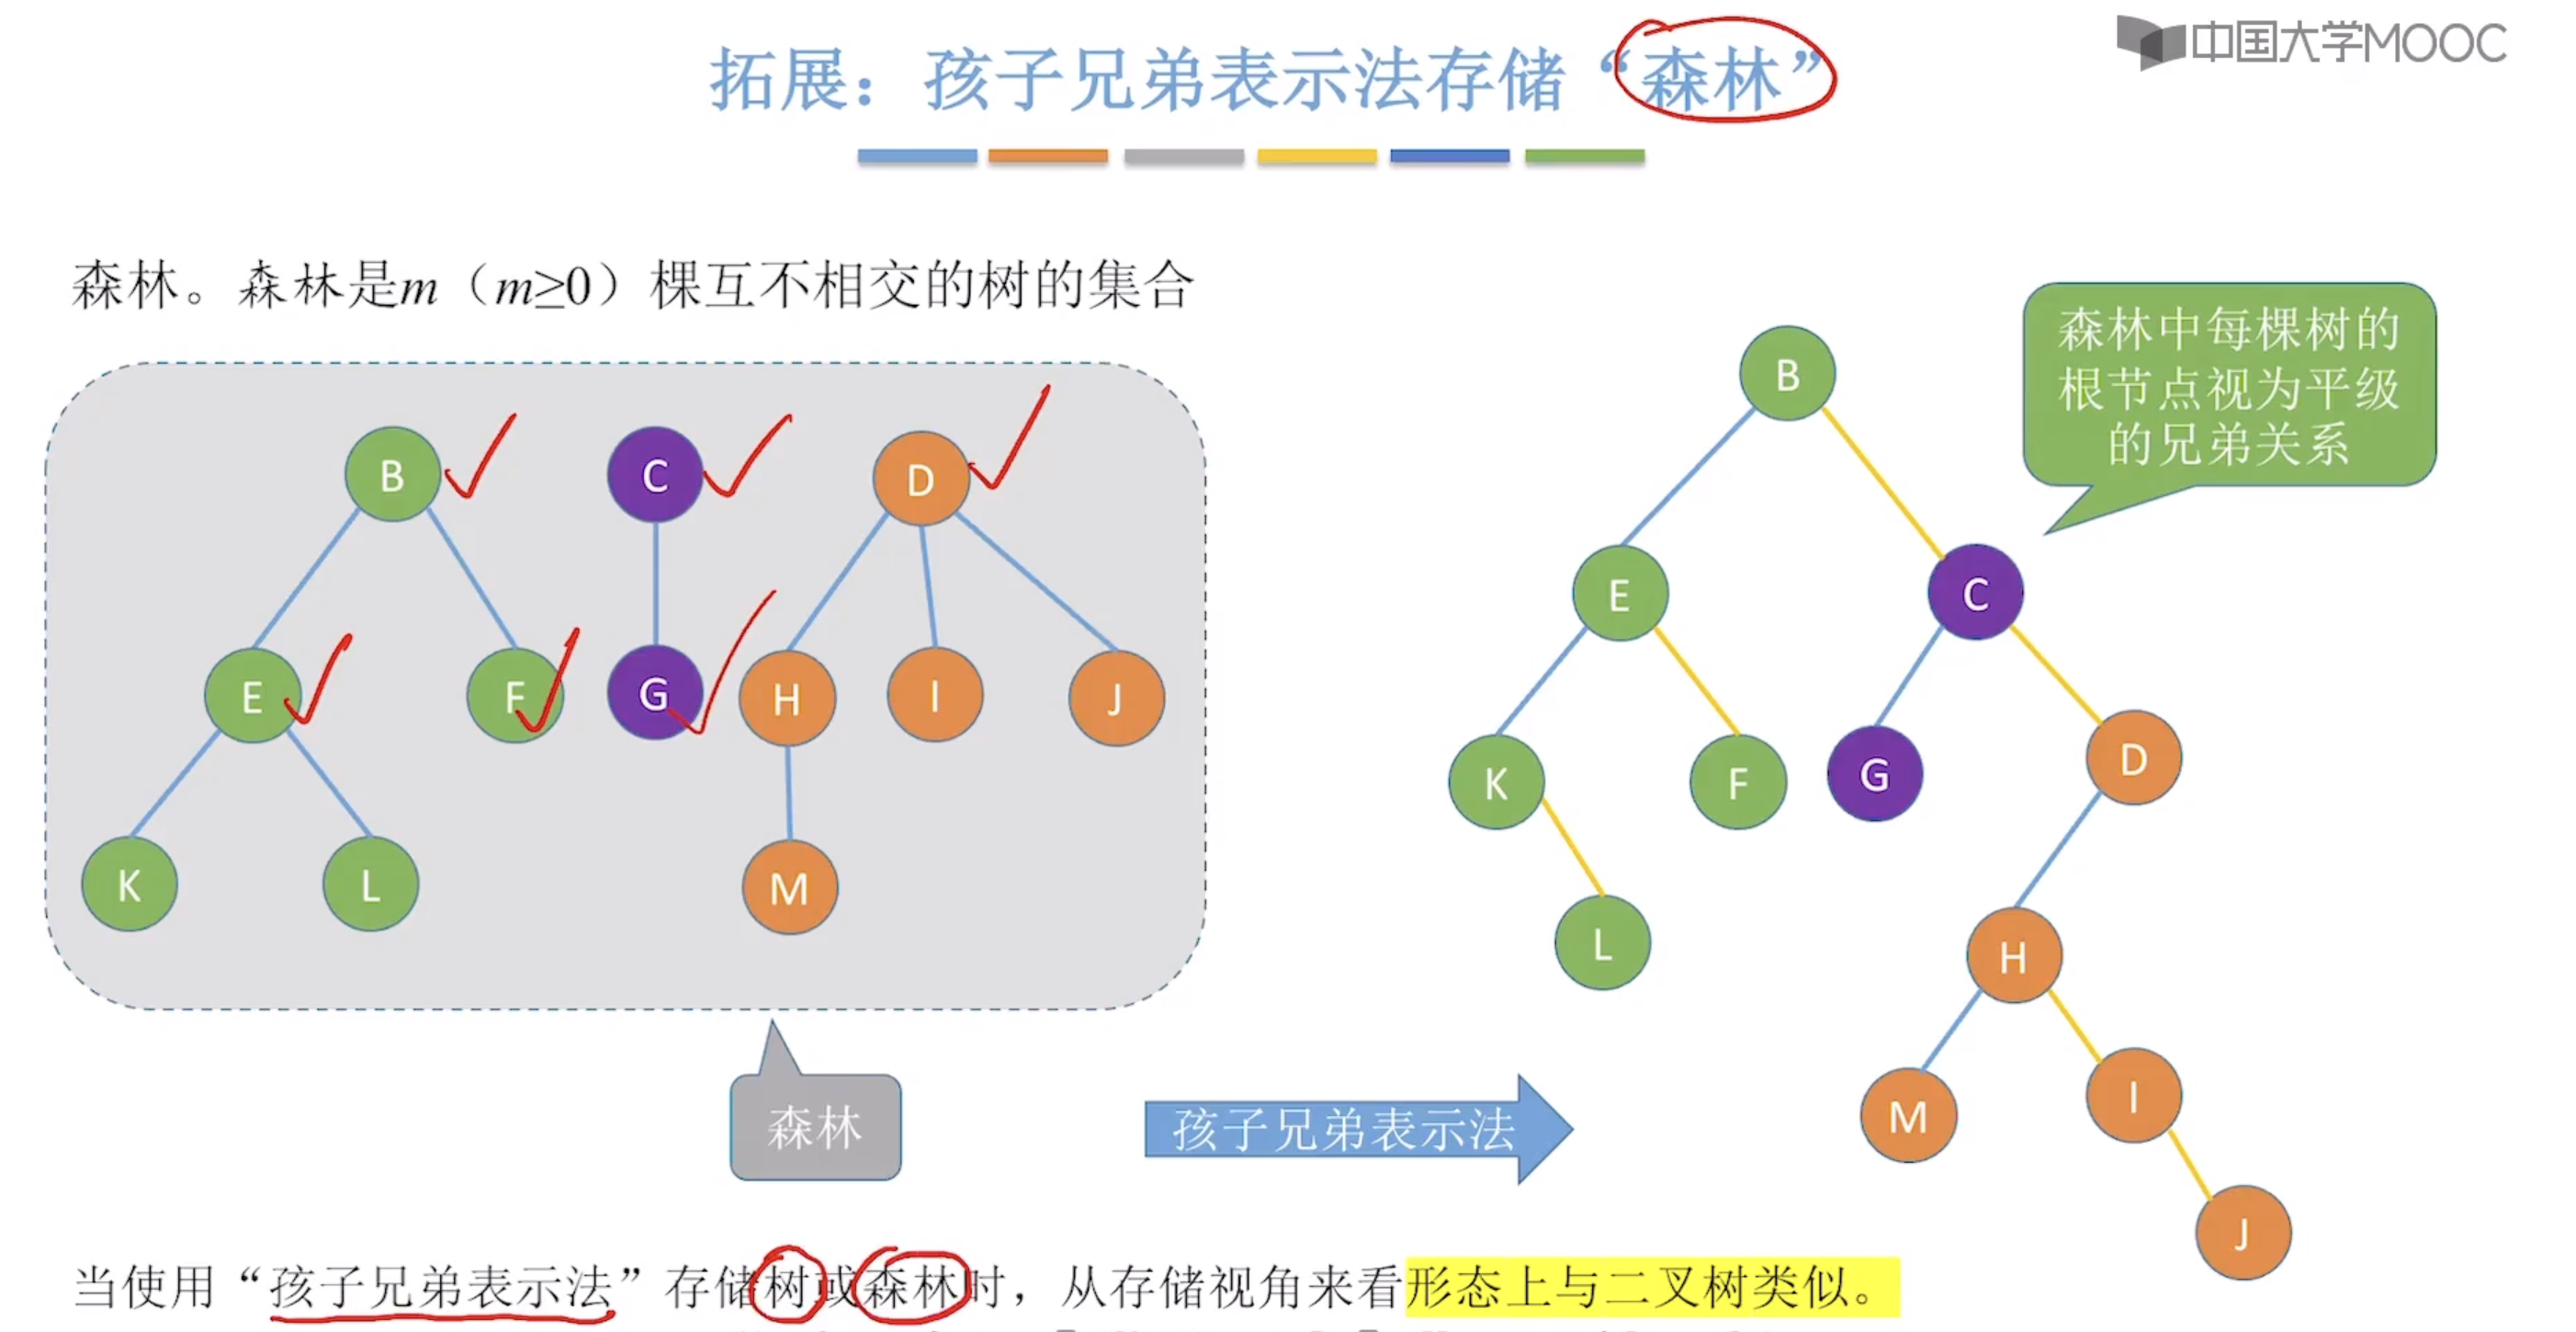 中国大学MOOC
拓展：孩子兄弟表示法存储“森林”
森林。森林是m（m≥0）棵互不相交的树的集合
森林中每棵树的
根节点视为平级
的兄弟关系
B C D
E F G H I J
K L M
森林
孩子兄弟表示法
B
E C
K F G D
L H
M I
J
当使用“孩子兄弟表示法”存储树或森林时，从存储视角来看形态上与二叉树类似。